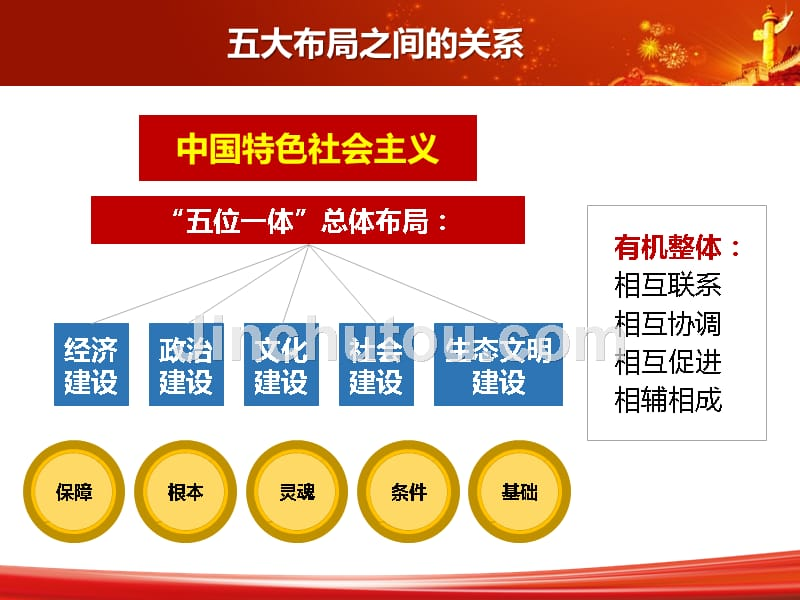 五大布局之间的关系
中国特色社会主义
“五位一体”总体布局：
经济
建设
政治
建设
文化
建设
社会
建设
生态文明
建设
jinchutou.com
保障
根本
灵魂
条件
基础
有机整体：
相互联系
相互协调
相互促进
相辅相成